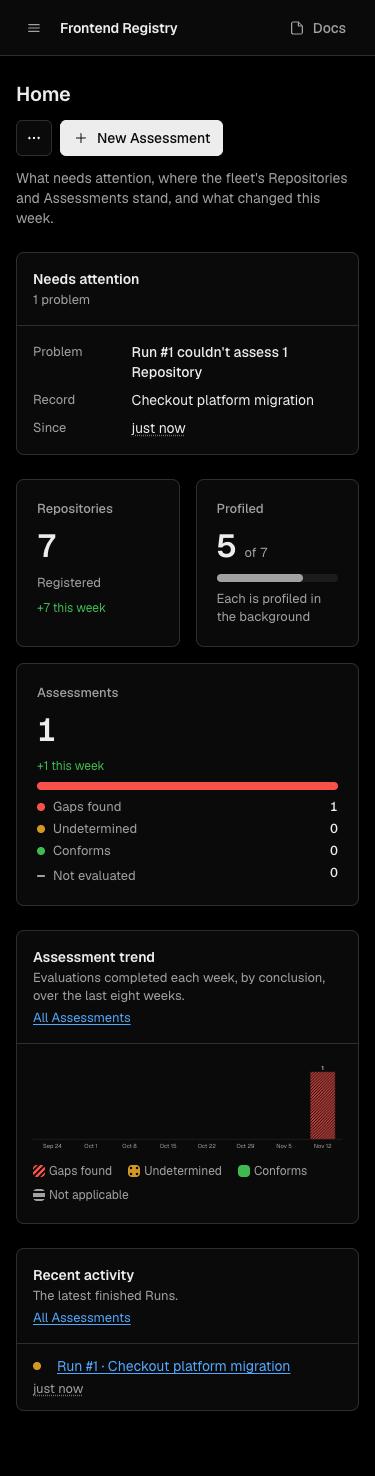 Frontend Registry
Docs
Home
New Assessment
What needs attention, where the fleet's Repositories
and Assessments stand, and what changed this
week.
Needs attention
1 problem
Problem
Run #1 couldn't assess 1
Repository
Record
Checkout platform migration
Since
just now
Repositories
7
Registered
+7 this week
Profiled
5 of 7
Each is profiled in
the background
Assessments
1
+1 this week
Gaps found 1
Undetermined 0
Conforms 0
Not evaluated 0
Assessment trend
Evaluations completed each week, by conclusion,
over the last eight weeks.
All Assessments
1
Sep 24 Oct 1 Oct 8 Oct 15 Oct 22 Oct 29 Nov 5 Nov 12
Gaps found Undetermined Conforms
Not applicable
Recent activity
The latest finished Runs.
All Assessments
Run #1 · Checkout platform migration
just now